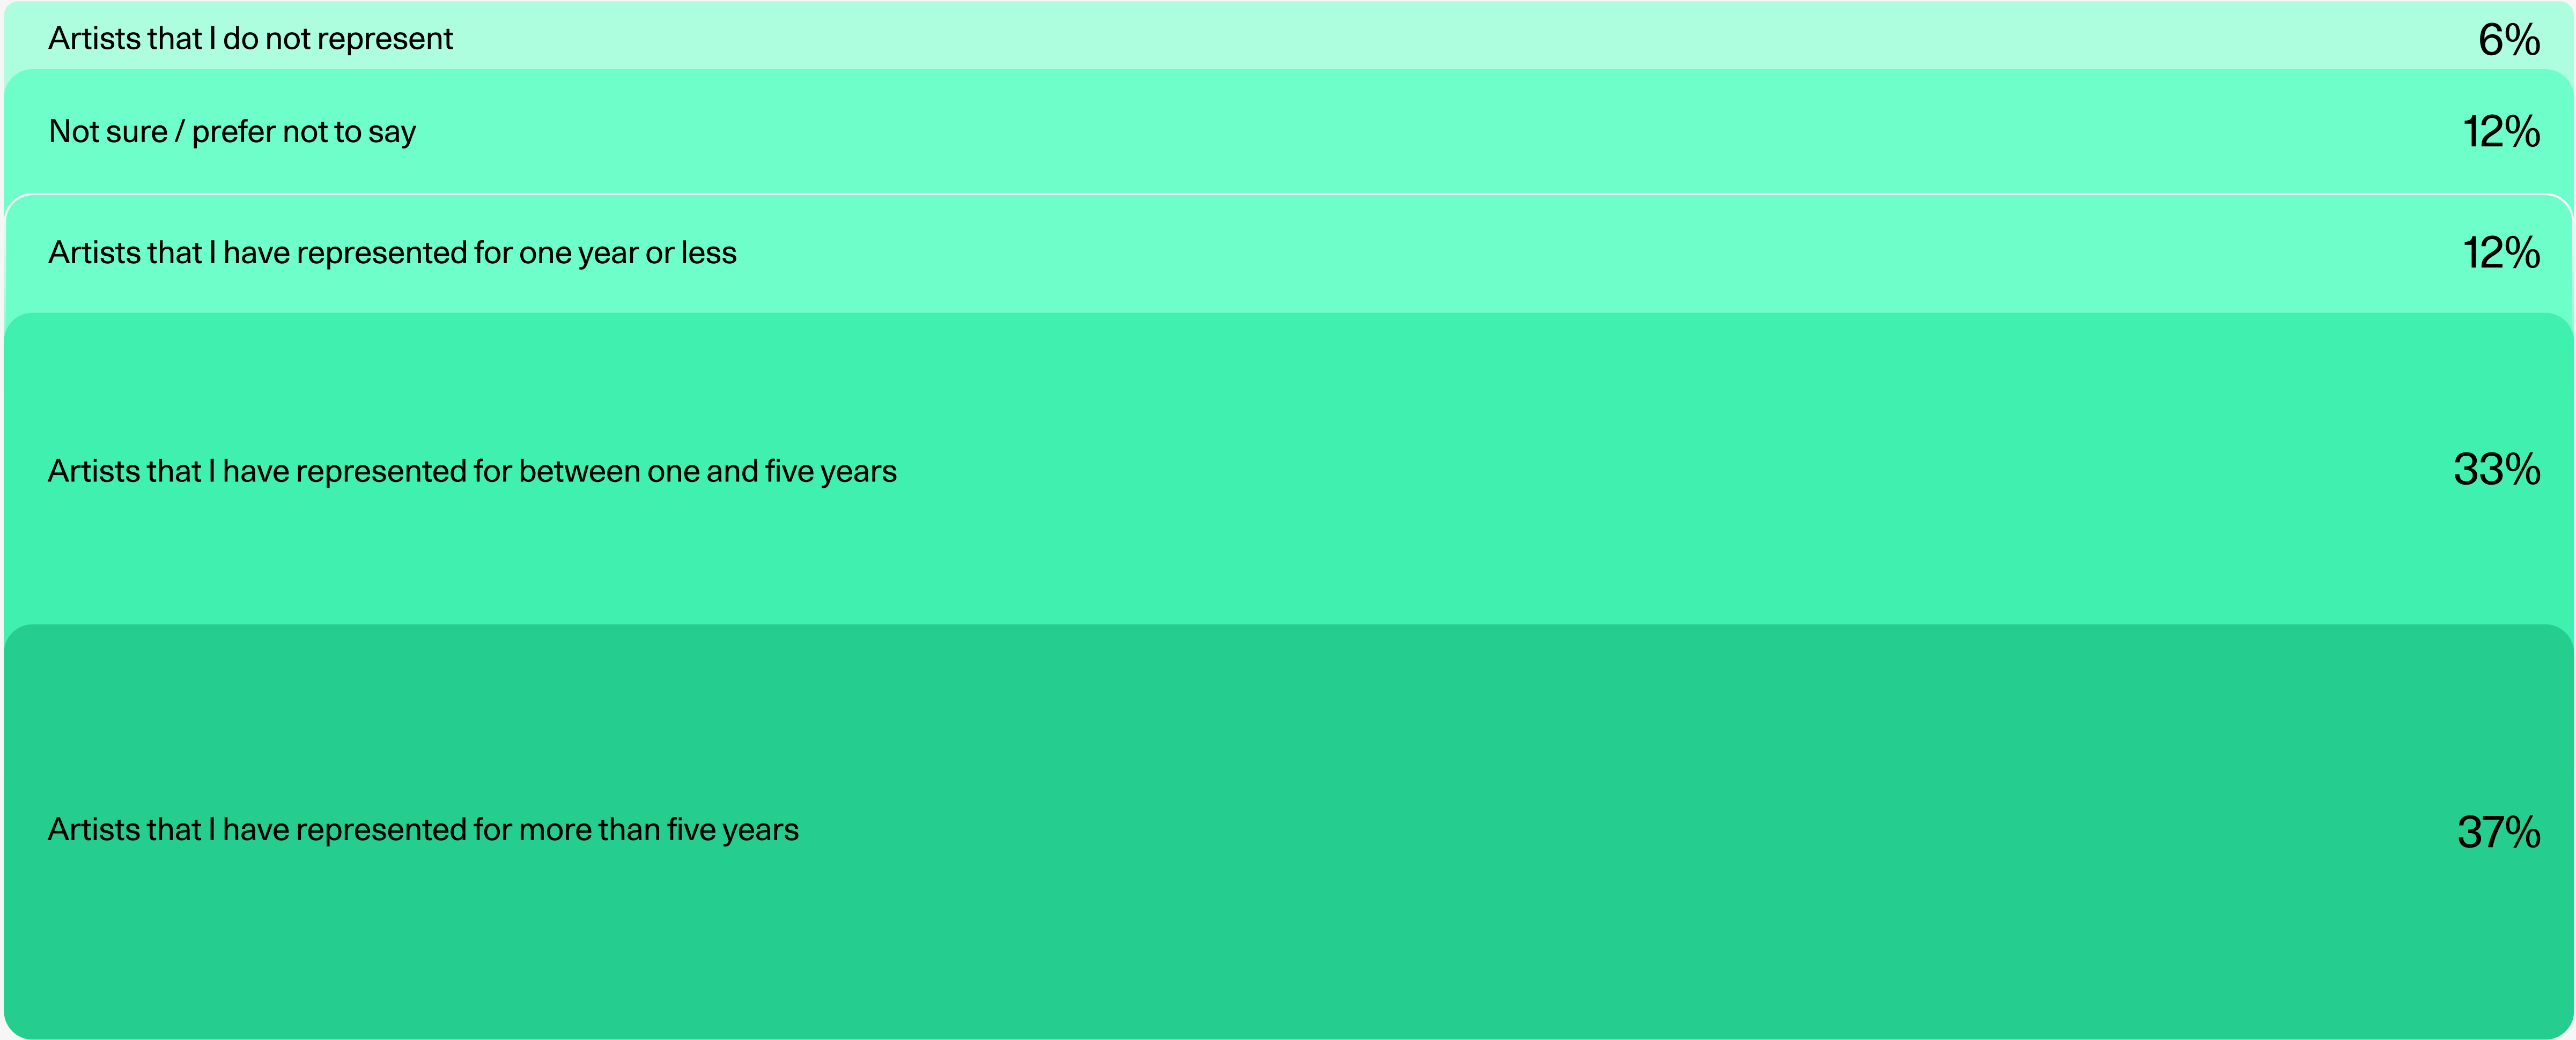 Artists that I do not represent 6%
Not sure / prefer not to say 12%
Artists that I have represented for one year or less 12%
Artists that I have represented for between one and five years 33%
Artists that I have represented for more than five years 37%